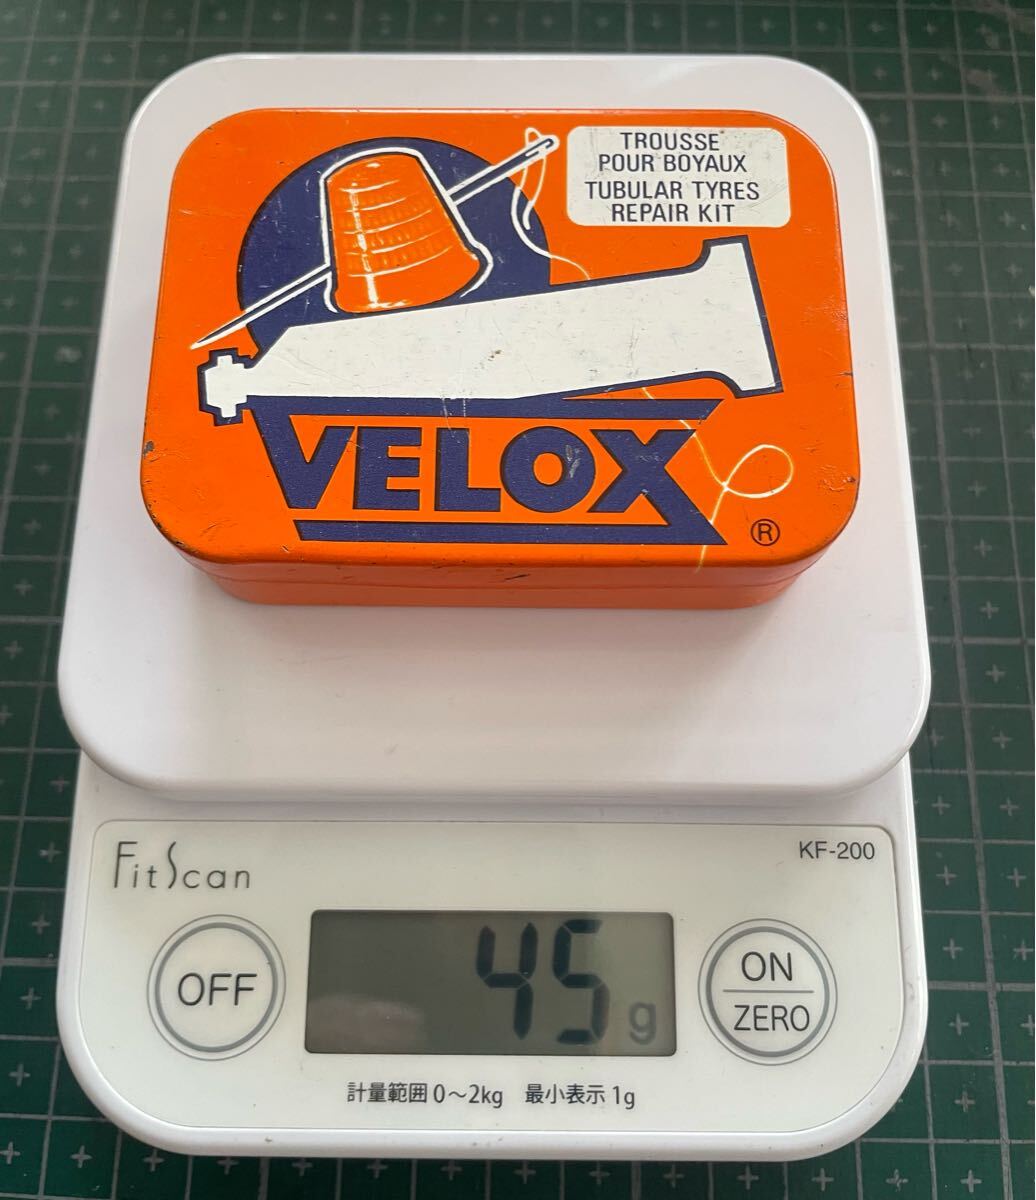 TROUSSE
POUR BOYAUX
TUBULAR TYRES
REPAIR KIT
VELOX
®
FitScan
KF-200
OFF
45g
ON
ZERO
計量範囲 0～2kg 最小表示 1g